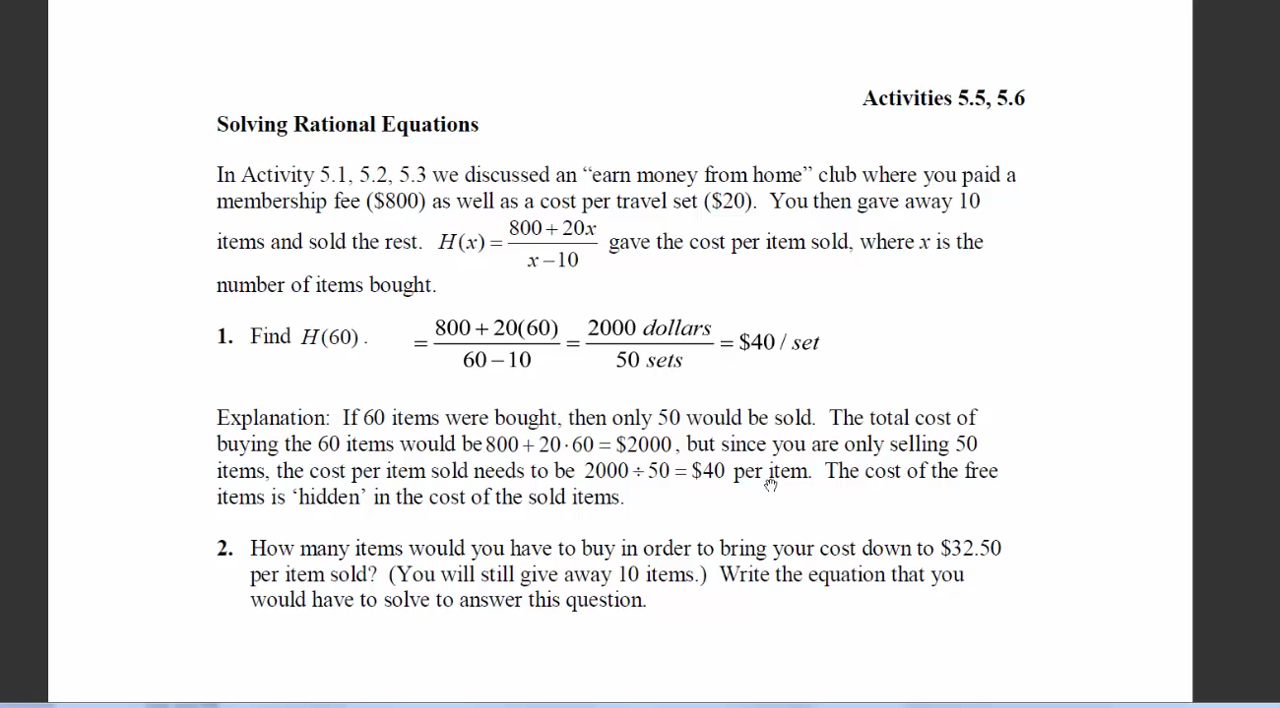 Activities 5.5, 5.6
Solving Rational Equations
In Activity 5.1, 5.2, 5.3 we discussed an “earn money from home” club where you paid a
membership fee ($800) as well as a cost per travel set ($20). You then gave away 10
items and sold the rest. H(x) = (800 + 20x)/(x − 10) gave the cost per item sold, where x is the
number of items bought.
1. Find H(60). = (800 + 20(60))/(60 − 10) = (2000 dollars)/(50 sets) = $40 / set
Explanation: If 60 items were bought, then only 50 would be sold. The total cost of
buying the 60 items would be 800 + 20 · 60 = $2000, but since you are only selling 50
items, the cost per item sold needs to be 2000 ÷ 50 = $40 per item. The cost of the free
items is ‘hidden’ in the cost of the sold items.
2. How many items would you have to buy in order to bring your cost down to $32.50
per item sold? (You will still give away 10 items.) Write the equation that you
would have to solve to answer this question.